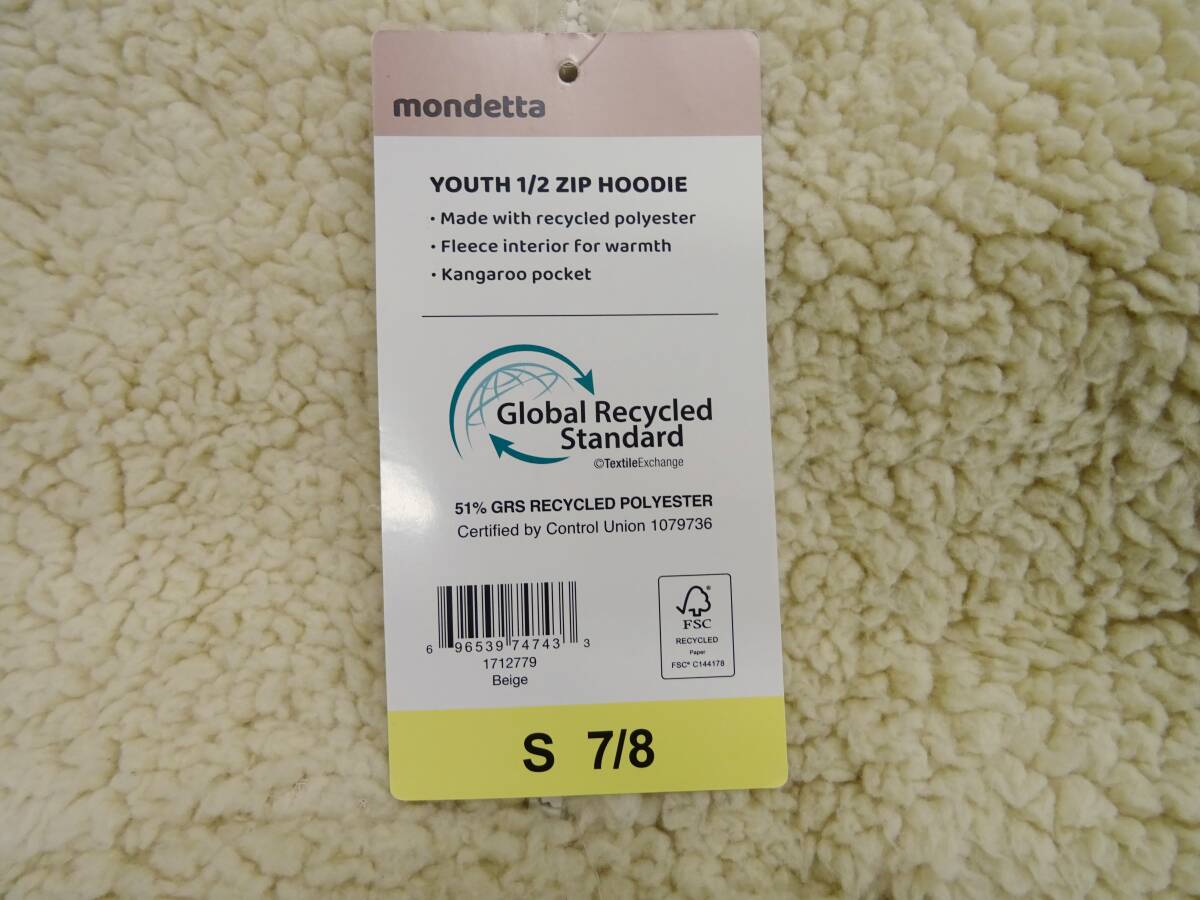 mondetta
YOUTH 1/2 ZIP HOODIE
• Made with recycled polyester
• Fleece interior for warmth
• Kangaroo pocket
Global Recycled
Standard
©TextileExchange
51% GRS RECYCLED POLYESTER
Certified by Control Union 1079736
6 96539 74743 3
1712779
Beige
FSC
RECYCLED
Paper
FSC® C144178
S 7/8